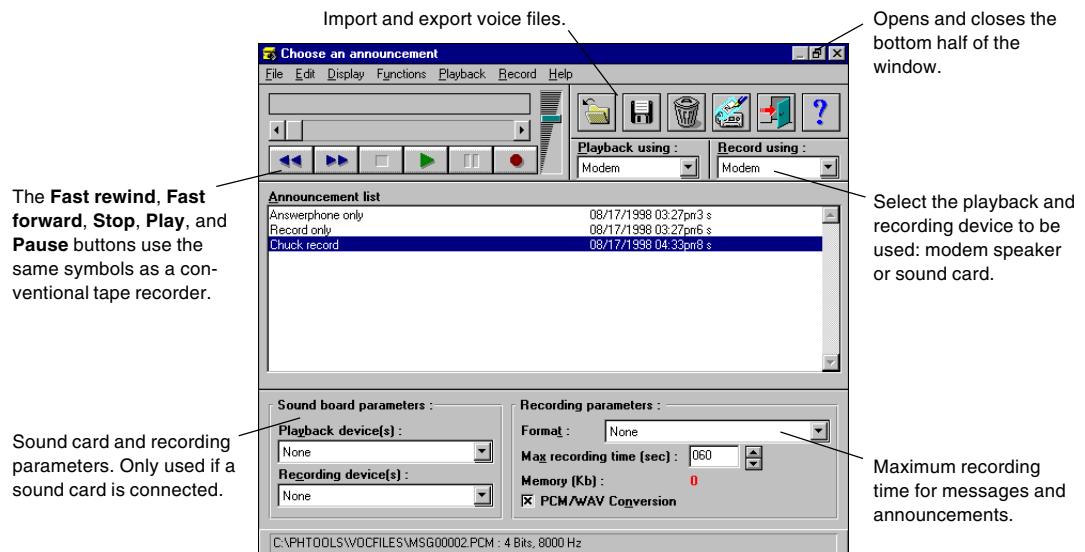 Import and export voice files.
Opens and closes the
bottom half of the
window.
Choose an announcement
File Edit Display Functions Playback Record Help
Playback using :
Record using :
Modem
Modem
The Fast rewind, Fast
forward, Stop, Play, and
Pause buttons use the
same symbols as a con-
ventional tape recorder.
Select the playback and
recording device to be
used: modem speaker
or sound card.
Announcement list
Answerphone only 08/17/1998 03:27pm3 s
Record only 08/17/1998 03:27pm6 s
Chuck record 08/17/1998 04:33pm8 s
Sound board parameters :
Playback device(s) :
None
Recording device(s) :
None
Recording parameters :
Format : None
Max recording time (sec) : 060
Memory (Kb) : 0
PCM/WAV Conversion
Sound card and recording
parameters. Only used if a
sound card is connected.
Maximum recording
time for messages and
announcements.
C:\PHTOOLS\VOCFILES\MSG00002.PCM : 4 Bits, 8000 Hz